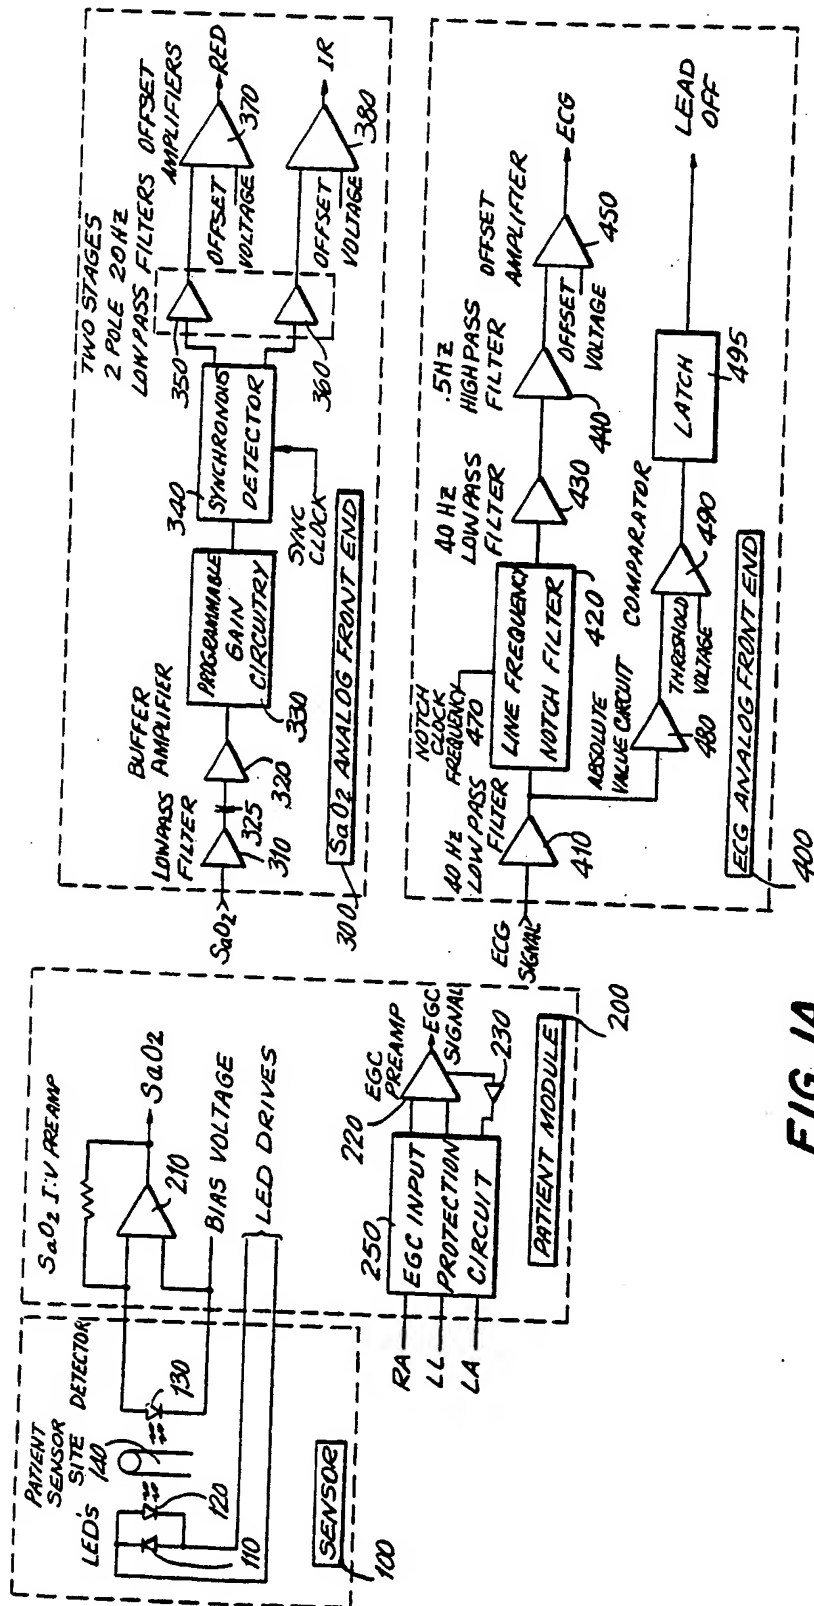 PATIENT
SENSOR
SITE
140
DETECTOR
LED'S
120
130
110
SENSOR
100
SaO2 I:V PREAMP
SaO2
210
BIAS VOLTAGE
LED DRIVES
EGC
PREAMP
220
EGC
SIGNAL
230
250
EGC INPUT
PROTECTION
CIRCUIT
RA
LL
LA
PATIENT MODULE
200
TWO STAGES
2 POLE 20 HZ
LOWPASS FILTERS
OFFSET
AMPLIFIERS
BUFFER
AMPLIFIER
LOWPASS
FILTER
SaO2
325
310
320
PROGRAMMABLE
GAIN
CIRCUITRY
330
SYNCHRONOUS
DETECTOR
340
SYNC
CLOCK
350
360
OFFSET
VOLTAGE
370
RED
OFFSET
VOLTAGE
380
IR
SaO2 ANALOG FRONT END
300
ECG
SIGNAL
40 HZ
LOW PASS
FILTER
410
NOTCH
CLOCK
FREQUENCY
470
LINE FREQUENCY
NOTCH FILTER
420
40 HZ
LOW PASS
FILTER
430
.5HZ
HIGHPASS
FILTER
440
OFFSET
AMPLIFIER
OFFSET
VOLTAGE
450
ECG
ABSOLUTE
VALUE CIRCUIT
480
COMPARATOR
THRESHOLD
VOLTAGE
490
LATCH
495
LEAD
OFF
ECG ANALOG FRONT END
400
FIG. 1A